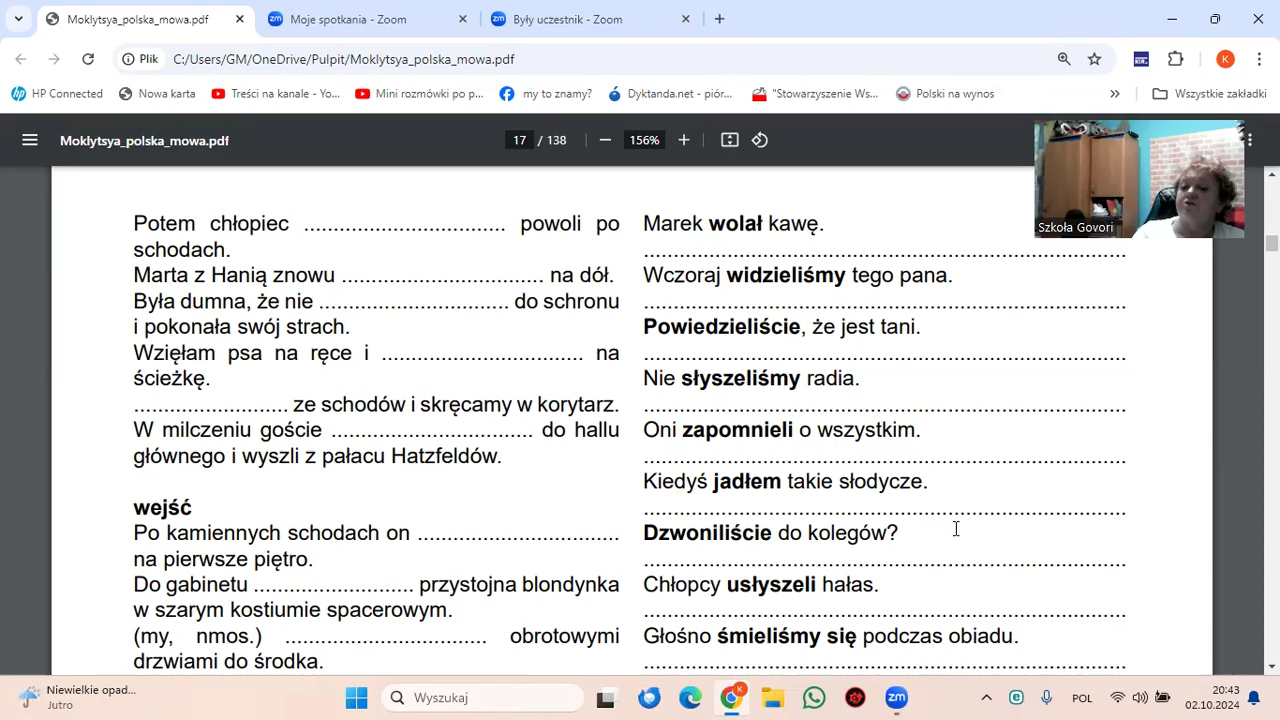 Moklytsya_polska_mowa.pdf
Moje spotkania - Zoom
Były uczestnik - Zoom
Plik
C:/Users/GM/OneDrive/Pulpit/Moklytsya_polska_mowa.pdf
K
HP Connected
Nowa karta
Treści na kanale - Yo...
Mini rozmówki po p...
my to znamy?
Dyktanda.net - piór...
"Stowarzyszenie Ws...
Polski na wynos
Wszystkie zakładki
Moklytsya_polska_mowa.pdf
17 / 138
156%
Szkoła Govori
Potem chłopiec .................................. powoli po
schodach.
Marta z Hanią znowu .................................. na dół.
Była dumna, że nie ................................ do schronu
i pokonała swój strach.
Wzięłam psa na ręce i .................................. na
ścieżkę.
.......................... ze schodów i skręcamy w korytarz.
W milczeniu goście .................................. do hallu
głównego i wyszli z pałacu Hatzfeldów.
wejść
Po kamiennych schodach on ..................................
na pierwsze piętro.
Do gabinetu ........................... przystojna blondynka
w szarym kostiumie spacerowym.
(my, nmos.) .................................. obrotowymi
drzwiami do środka.
Marek wolał kawę.
.................................................................................
Wczoraj widzieliśmy tego pana.
.................................................................................
Powiedzieliście, że jest tani.
.................................................................................
Nie słyszeliśmy radia.
.................................................................................
Oni zapomnieli o wszystkim.
.................................................................................
Kiedyś jadłem takie słodycze.
.................................................................................
Dzwoniliście do kolegów?
.................................................................................
Chłopcy usłyszeli hałas.
.................................................................................
Głośno śmieliśmy się podczas obiadu.
.................................................................................
Niewielkie opad...
Jutro
Wyszukaj
POL
20:43
02.10.2024